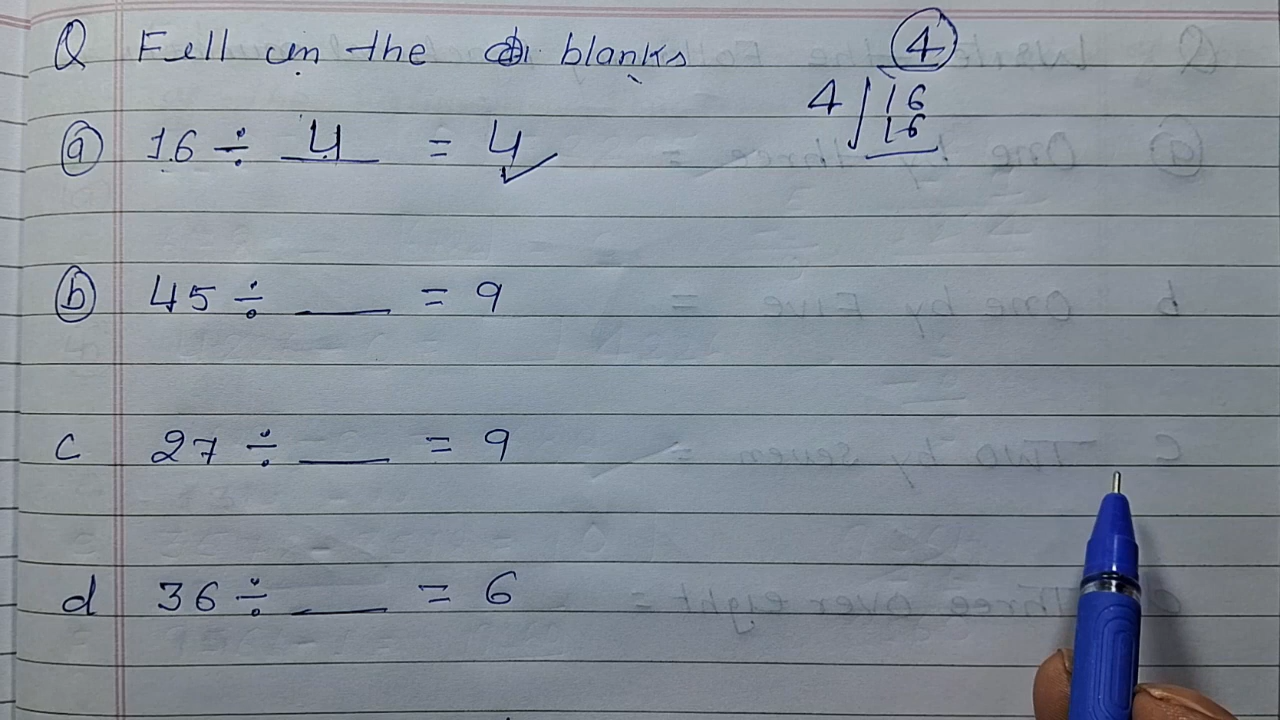 Q Fill in the blanks
④
4 16
16
ⓐ 16 ÷ 4 = 4 ✓
ⓑ 45 ÷ ___ = 9
c 27 ÷ ___ = 9
d 36 ÷ ___ = 6